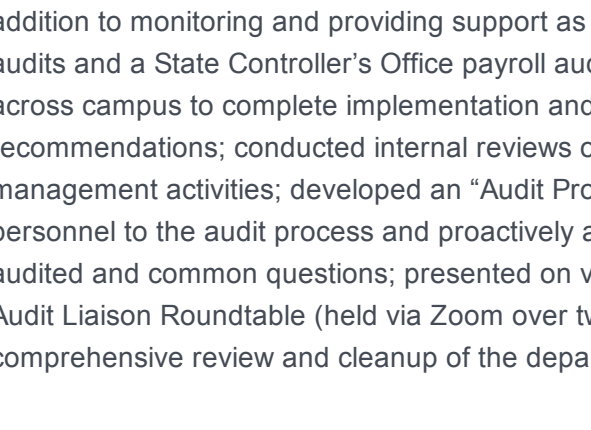 addition to monitoring and providing support as
audits and a State Controller’s Office payroll au
across campus to complete implementation and
recommendations; conducted internal reviews o
management activities; developed an “Audit Pro
personnel to the audit process and proactively a
audited and common questions; presented on v
Audit Liaison Roundtable (held via Zoom over tw
comprehensive review and cleanup of the depa